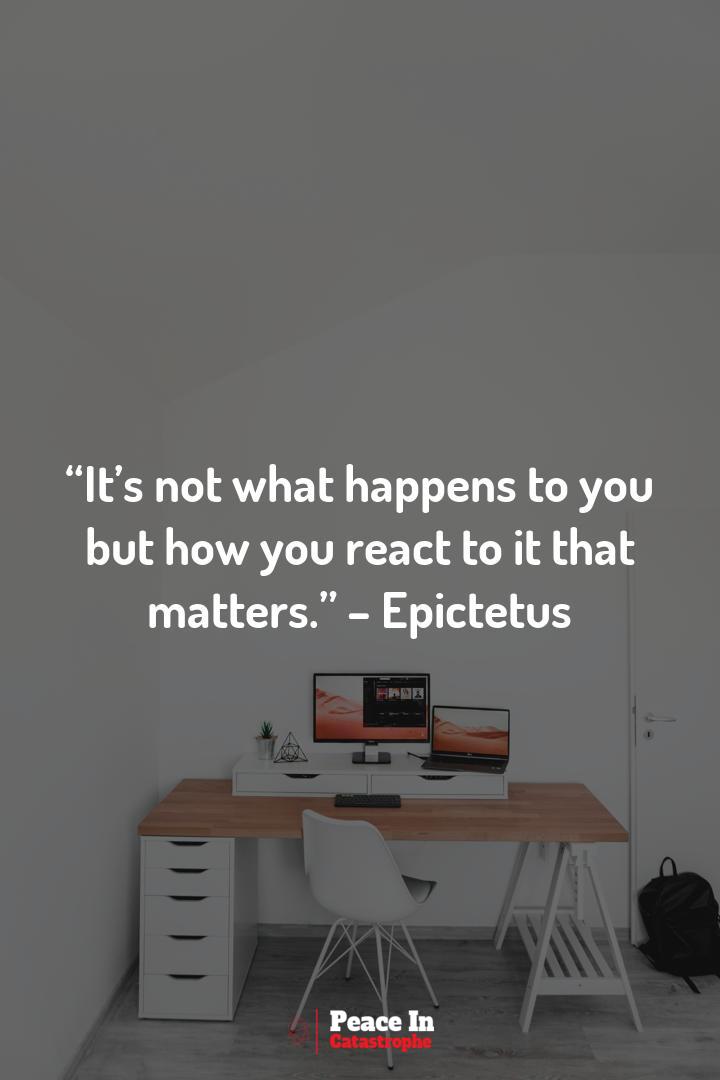 “It’s not what happens to you
but how you react to it that
matters.” – Epictetus
Peace In
Catastrophe